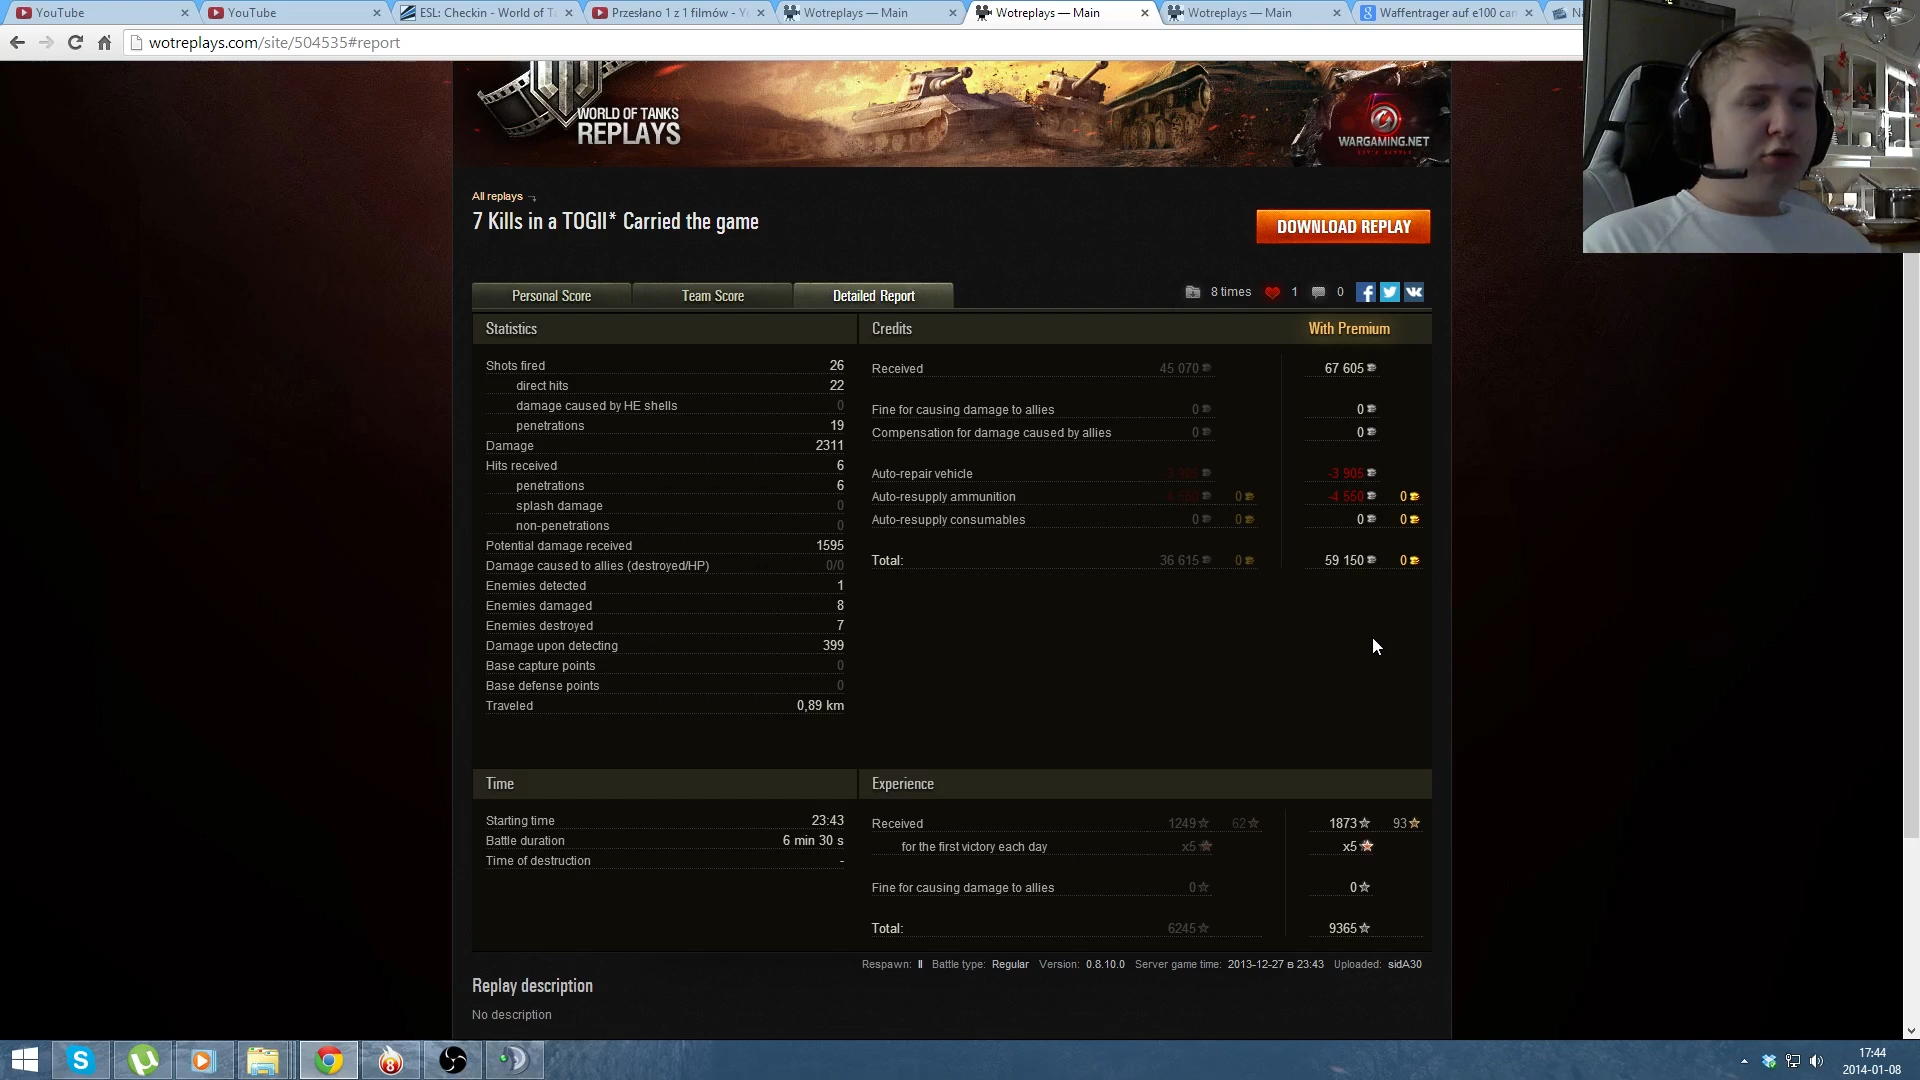 YouTube
YouTube
ESL: Checkin - World of T
Przesłano 1 z 1 filmów - Y
Wotreplays — Main
Wotreplays — Main
Wotreplays — Main
Waffentrager auf e100 can
wotreplays.com/site/504535#report
WORLD OF TANKS
REPLAYS
WARGAMING.NET
All replays
7 Kills in a TOGII* Carried the game
DOWNLOAD REPLAY
Personal Score
Team Score
Detailed Report
8 times
1
0
Statistics
Credits
With Premium
Shots fired 26
direct hits 22
damage caused by HE shells 0
penetrations 19
Damage 2311
Hits received 6
penetrations 6
splash damage 0
non-penetrations 0
Potential damage received 1595
Damage caused to allies (destroyed/HP) 0/0
Enemies detected 1
Enemies damaged 8
Enemies destroyed 7
Damage upon detecting 399
Base capture points 0
Base defense points 0
Traveled 0,89 km
Received 45 070 67 605
Fine for causing damage to allies 0 0
Compensation for damage caused by allies 0 0
Auto-repair vehicle -3 905 -3 905
Auto-resupply ammunition -4 550 0 -4 550 0
Auto-resupply consumables 0 0 0 0
Total: 36 615 0 59 150 0
Time
Starting time 23:43
Battle duration 6 min 30 s
Time of destruction -
Experience
Received 1249 62 1873 93
for the first victory each day x5 x5
Fine for causing damage to allies 0 0
Total: 6245 9365
Respawn: II Battle type: Regular Version: 0.8.10.0 Server game time: 2013-12-27 в 23:43 Uploaded: sidA30
Replay description
No description
17:44
2014-01-08